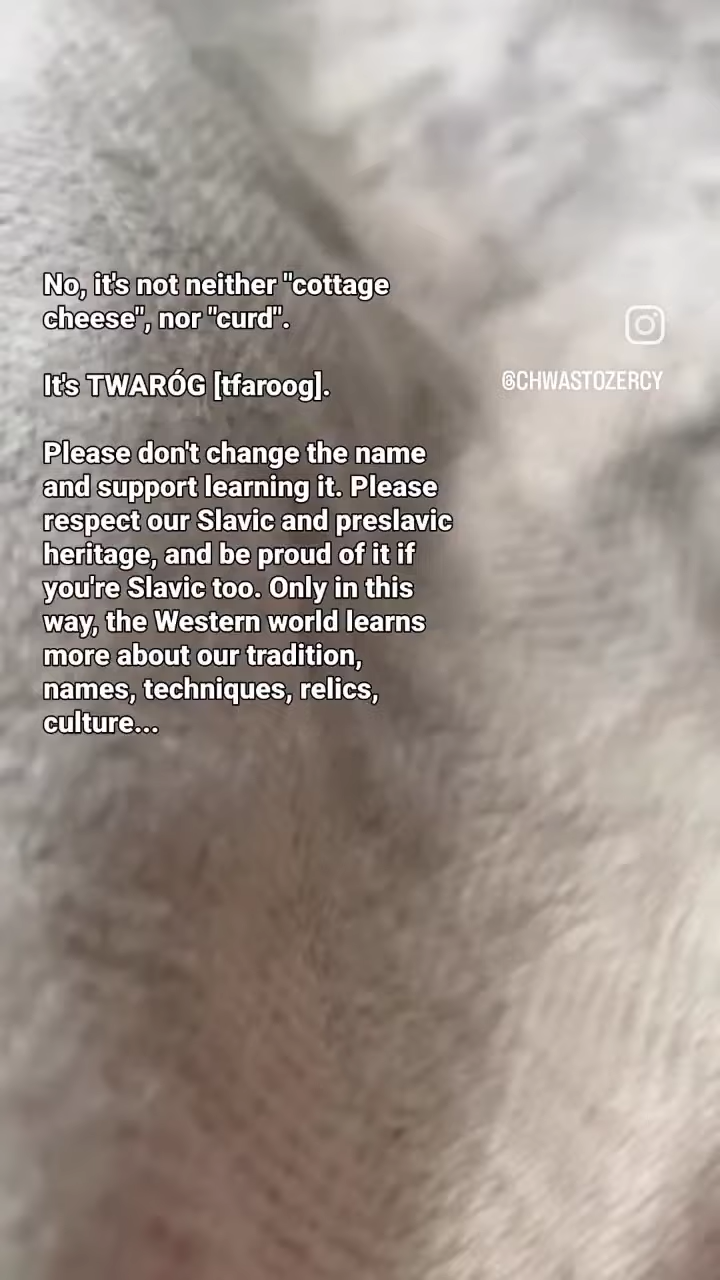 No, it's not neither "cottage
cheese", nor "curd".
It's TWARÓG [tfaroog].
@CHWASTOZERCY
Please don't change the name
and support learning it. Please
respect our Slavic and preslavic
heritage, and be proud of it if
you're Slavic too. Only in this
way, the Western world learns
more about our tradition,
names, techniques, relics,
culture...